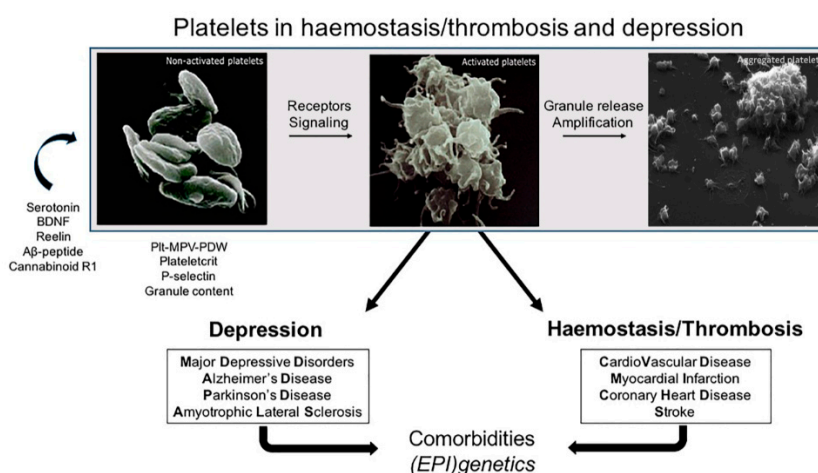 Platelets in haemostasis/thrombosis and depression
Non-activated platelets
Receptors
Signaling
Activated platelets
Granule release
Amplification
Aggregated platelet
Serotonin
BDNF
Reelin
Aβ-peptide
Cannabinoid R1
Plt-MPV-PDW
Plateletcrit
P-selectin
Granule content
Depression
Major Depressive Disorders
Alzheimer's Disease
Parkinson's Disease
Amyotrophic Lateral Sclerosis
Haemostasis/Thrombosis
CardioVascular Disease
Myocardial Infarction
Coronary Heart Disease
Stroke
Comorbidities
(EPI)genetics